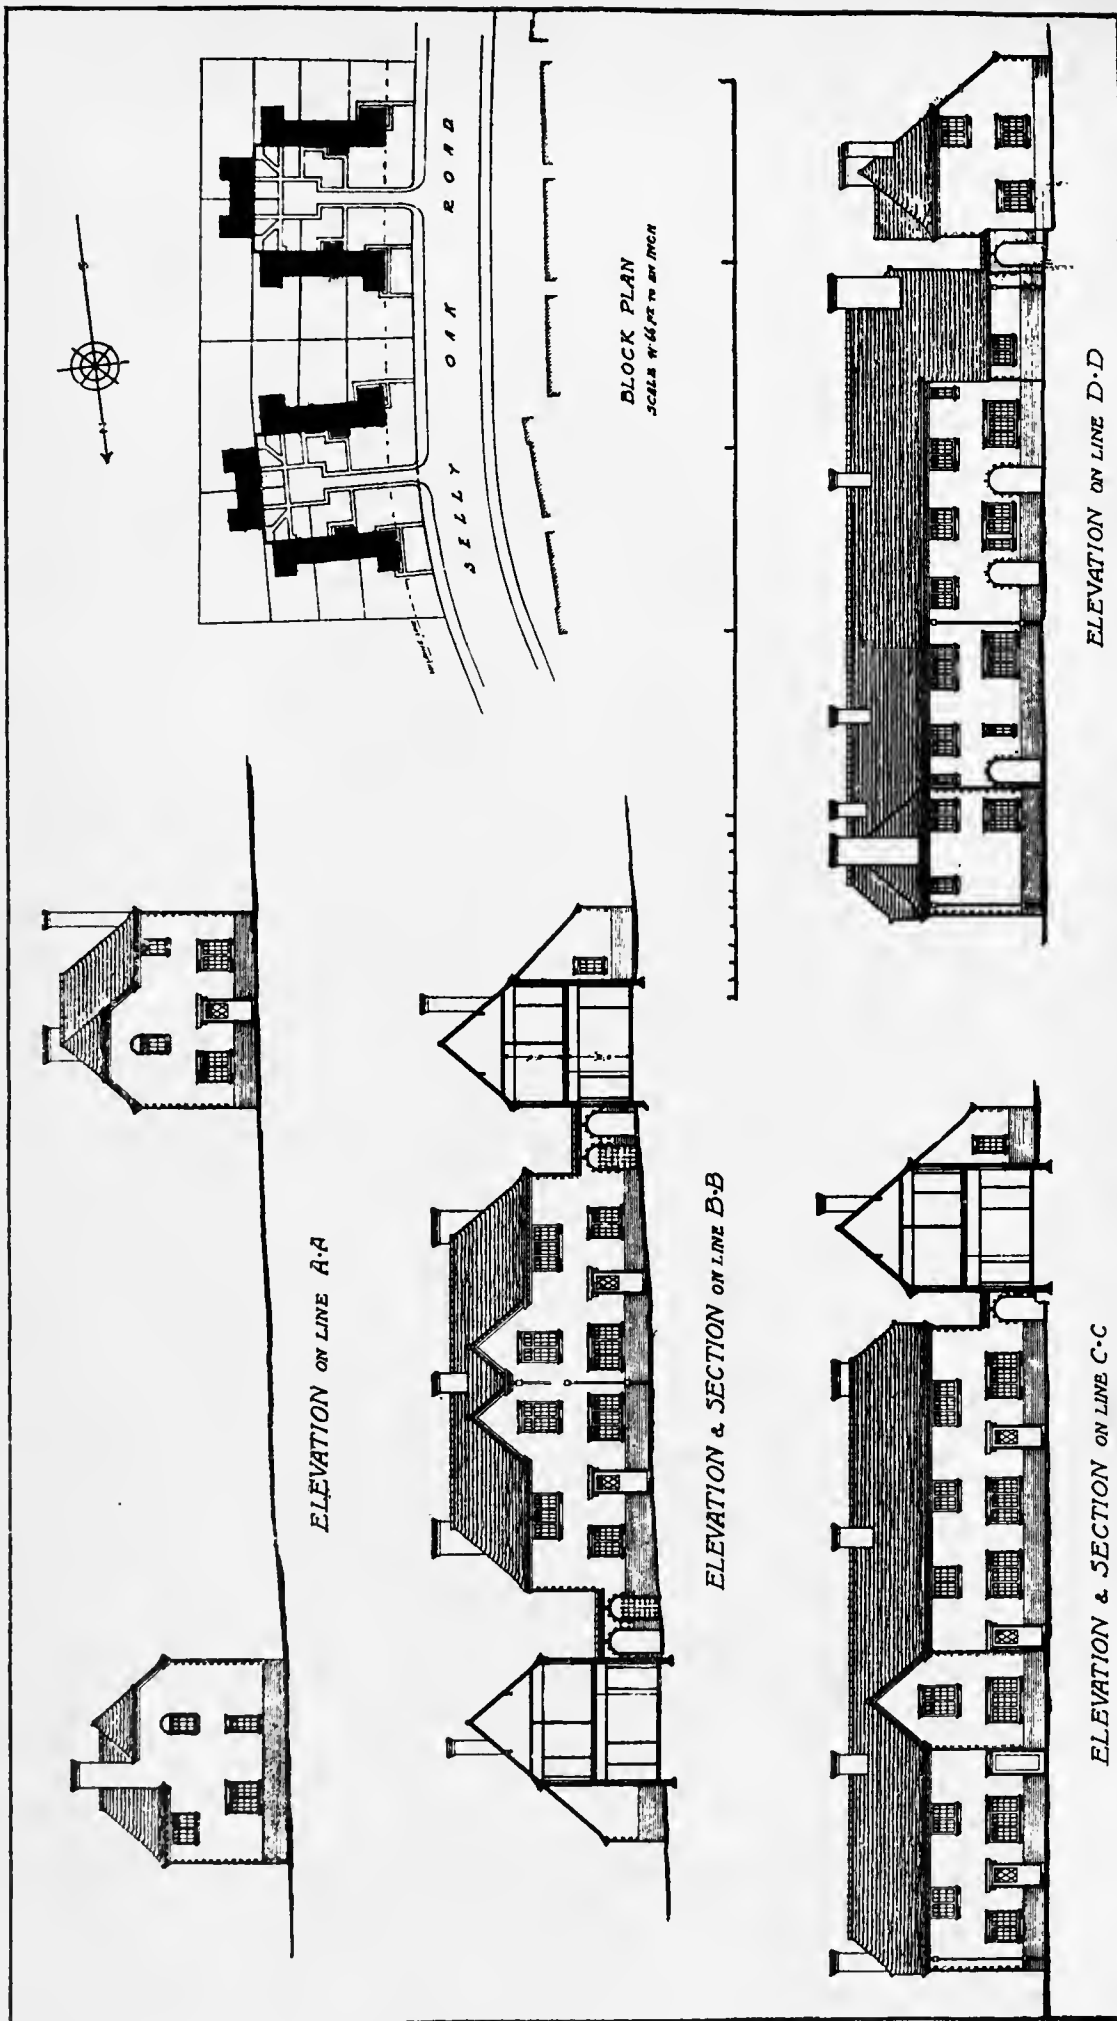 ELEVATION ON LINE A·A
BLOCK PLAN
SELLY OAK ROAD
N
S
ELEVATION & SECTION ON LINE B·B
ELEVATION & SECTION ON LINE C·C
ELEVATION ON LINE D·D